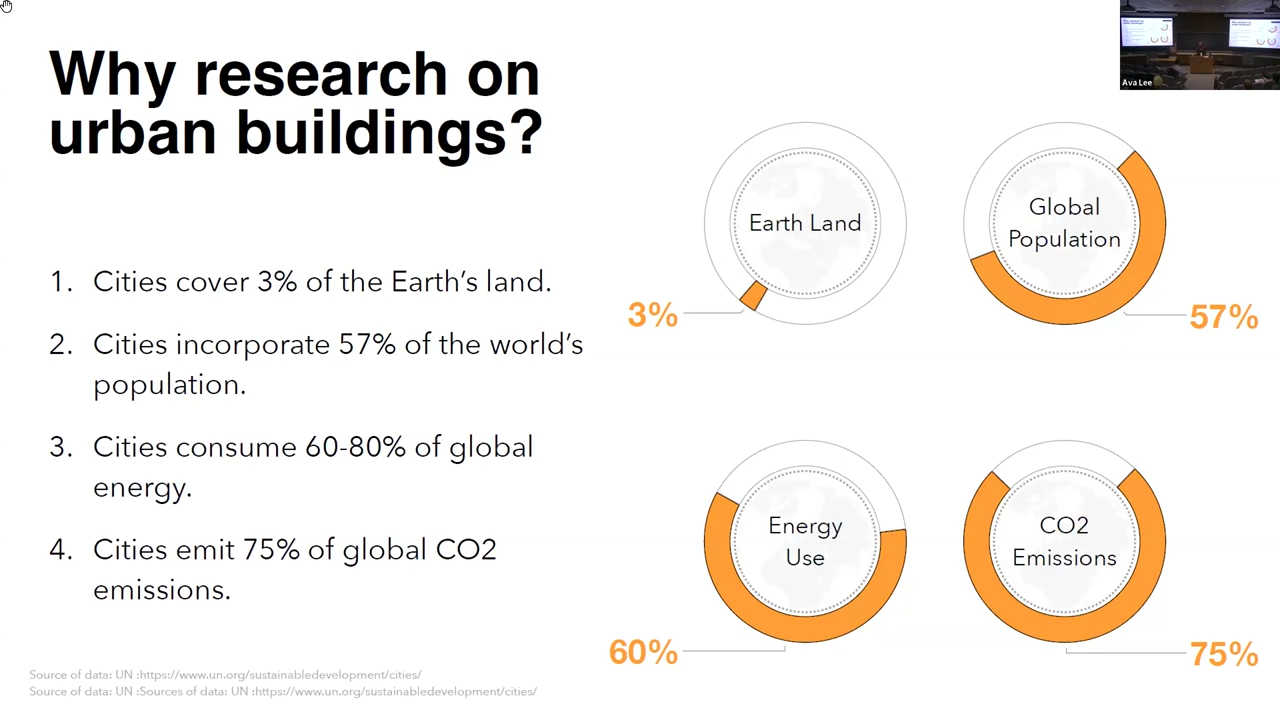 Why research on
urban buildings?
1. Cities cover 3% of the Earth’s land.
2. Cities incorporate 57% of the world’s
population.
3. Cities consume 60-80% of global
energy.
4. Cities emit 75% of global CO2
emissions.
Earth Land
3%
Global
Population
57%
Energy
Use
60%
CO2
Emissions
75%
Source of data: UN :https://www.un.org/sustainabledevelopment/cities/
Source of data: UN :Sources of data: UN :https://www.un.org/sustainabledevelopment/cities/
Ava Lee